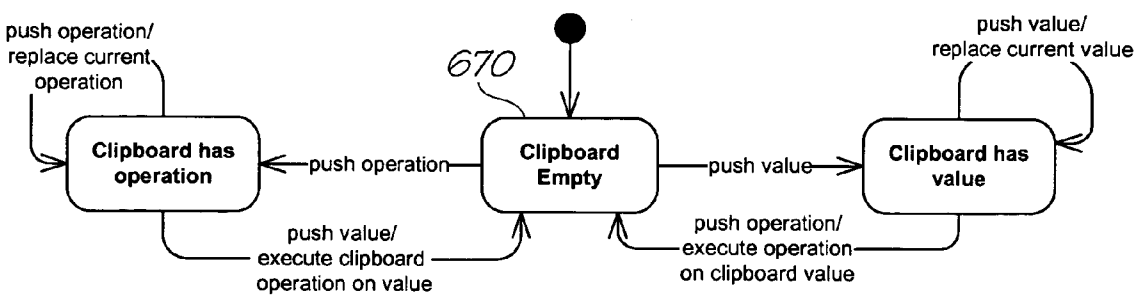 push operation/
replace current
operation
670
push value/
replace current value
Clipboard has
operation
push operation
Clipboard
Empty
push value
Clipboard has
value
push value/
execute clipboard
operation on value
push operation/
execute operation
on clipboard value